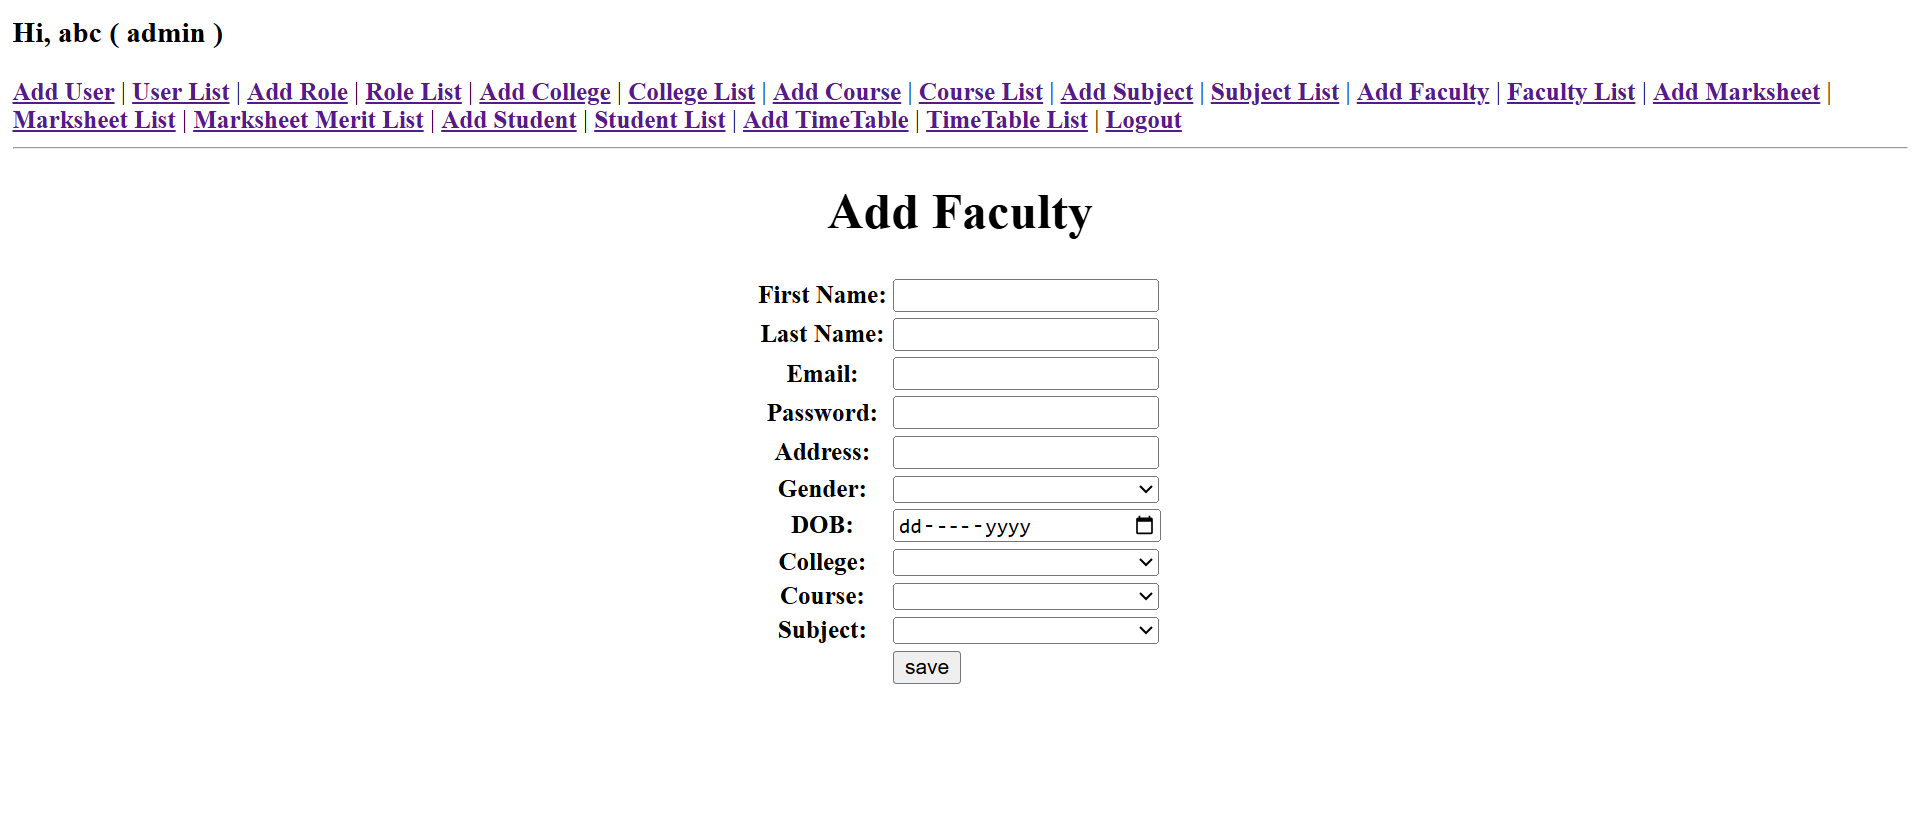 Hi, abc ( admin )
Add User | User List | Add Role | Role List | Add College | College List | Add Course | Course List | Add Subject | Subject List | Add Faculty | Faculty List | Add Marksheet |
Marksheet List | Marksheet Merit List | Add Student | Student List | Add TimeTable | TimeTable List | Logout
Add Faculty
First Name:
Last Name:
Email:
Password:
Address:
Gender:
DOB: dd-----yyyy
College:
Course:
Subject:
save